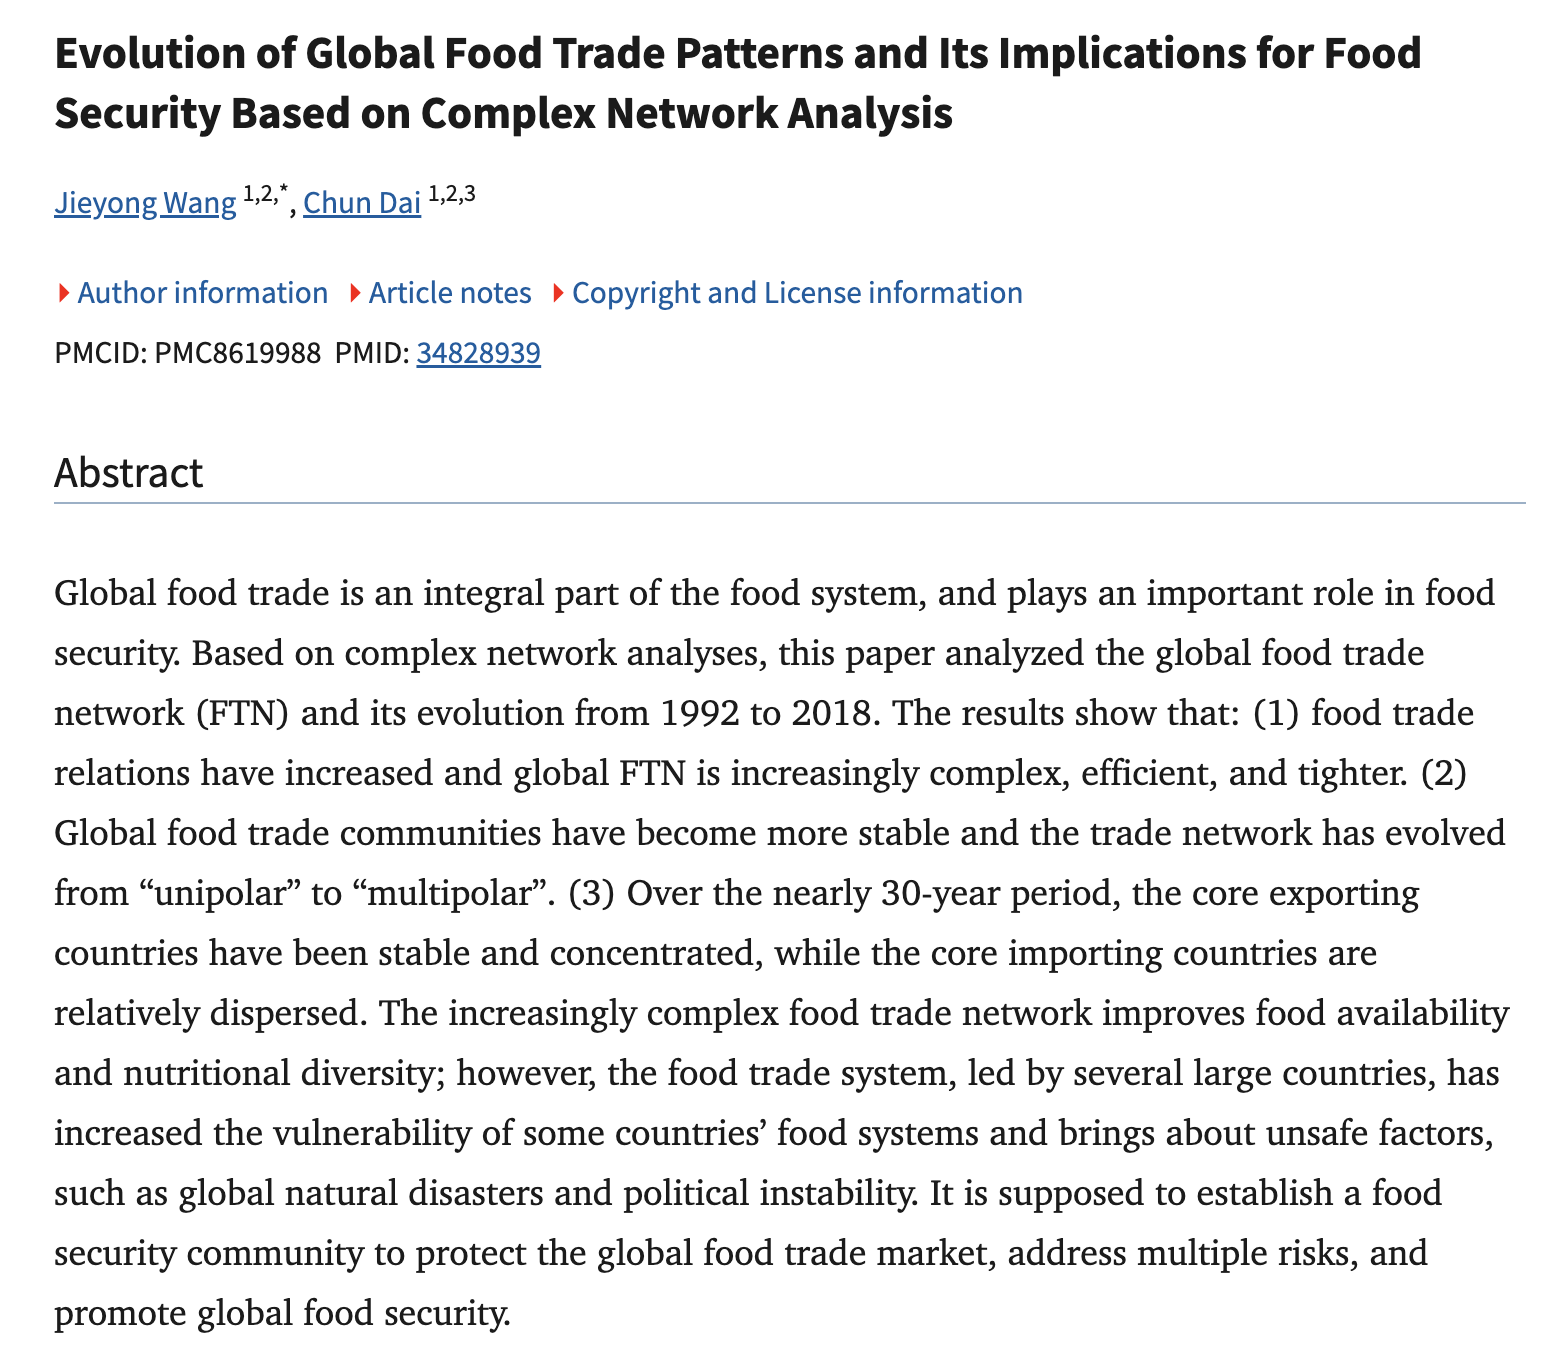 Evolution of Global Food Trade Patterns and Its Implications for Food
Security Based on Complex Network Analysis
Jieyong Wang 1,2,*, Chun Dai 1,2,3
Author information Article notes Copyright and License information
PMCID: PMC8619988 PMID: 34828939
Abstract
Global food trade is an integral part of the food system, and plays an important role in food
security. Based on complex network analyses, this paper analyzed the global food trade
network (FTN) and its evolution from 1992 to 2018. The results show that: (1) food trade
relations have increased and global FTN is increasingly complex, efficient, and tighter. (2)
Global food trade communities have become more stable and the trade network has evolved
from “unipolar” to “multipolar”. (3) Over the nearly 30-year period, the core exporting
countries have been stable and concentrated, while the core importing countries are
relatively dispersed. The increasingly complex food trade network improves food availability
and nutritional diversity; however, the food trade system, led by several large countries, has
increased the vulnerability of some countries’ food systems and brings about unsafe factors,
such as global natural disasters and political instability. It is supposed to establish a food
security community to protect the global food trade market, address multiple risks, and
promote global food security.